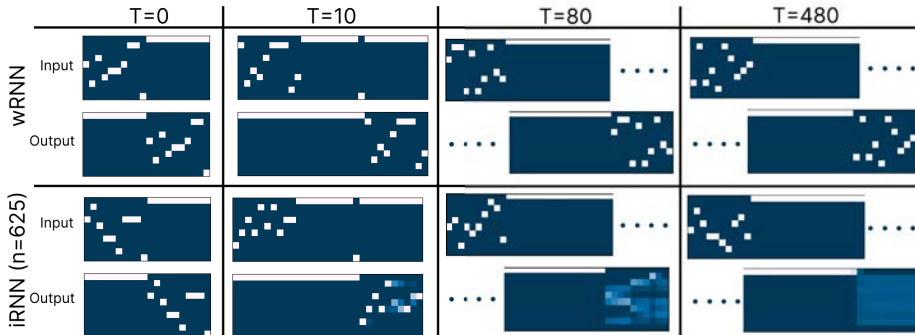 T=0 T=10 T=80 T=480
wRNN
Input
Output
iRNN (n=625)
Input
Output